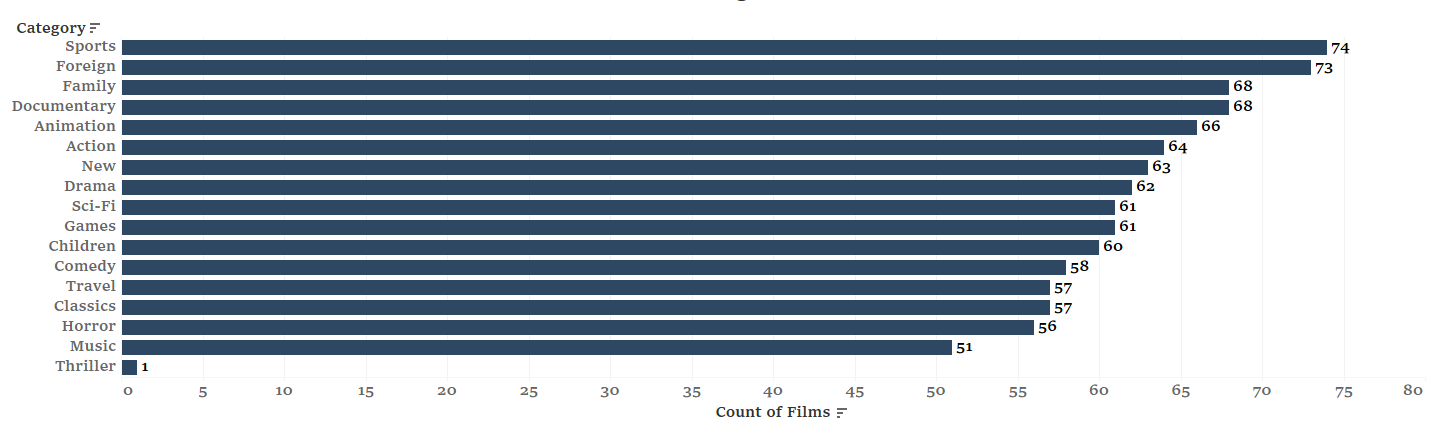 Category
Sports 74
Foreign 73
Family 68
Documentary 68
Animation 66
Action 64
New 63
Drama 62
Sci-Fi 61
Games 61
Children 60
Comedy 58
Travel 57
Classics 57
Horror 56
Music 51
Thriller 1
0 5 10 15 20 25 30 35 40 45 50 55 60 65 70 75 80
Count of Films